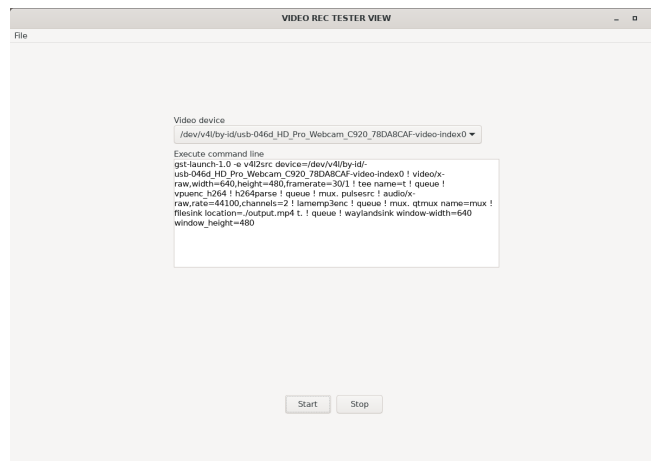 VIDEO REC TESTER VIEW
File
Video device
/dev/v4l/by-id/usb-046d_HD_Pro_Webcam_C920_78DA8CAF-video-index0
Execute command line
gst-launch-1.0 -e v4l2src device=/dev/v4l/by-id/-
usb-046d_HD_Pro_Webcam_C920_78DA8CAF-video-index0 ! video/x-
raw,width=640,height=480,framerate=30/1 ! tee name=t ! queue !
vpuenc_h264 ! h264parse ! queue ! mux. pulsesrc ! audio/x-
raw,rate=44100,channels=2 ! lamemp3enc ! queue ! mux. qtmux name=mux !
filesink location=./output.mp4 t. ! queue ! waylandsink window-width=640
window_height=480
Start Stop